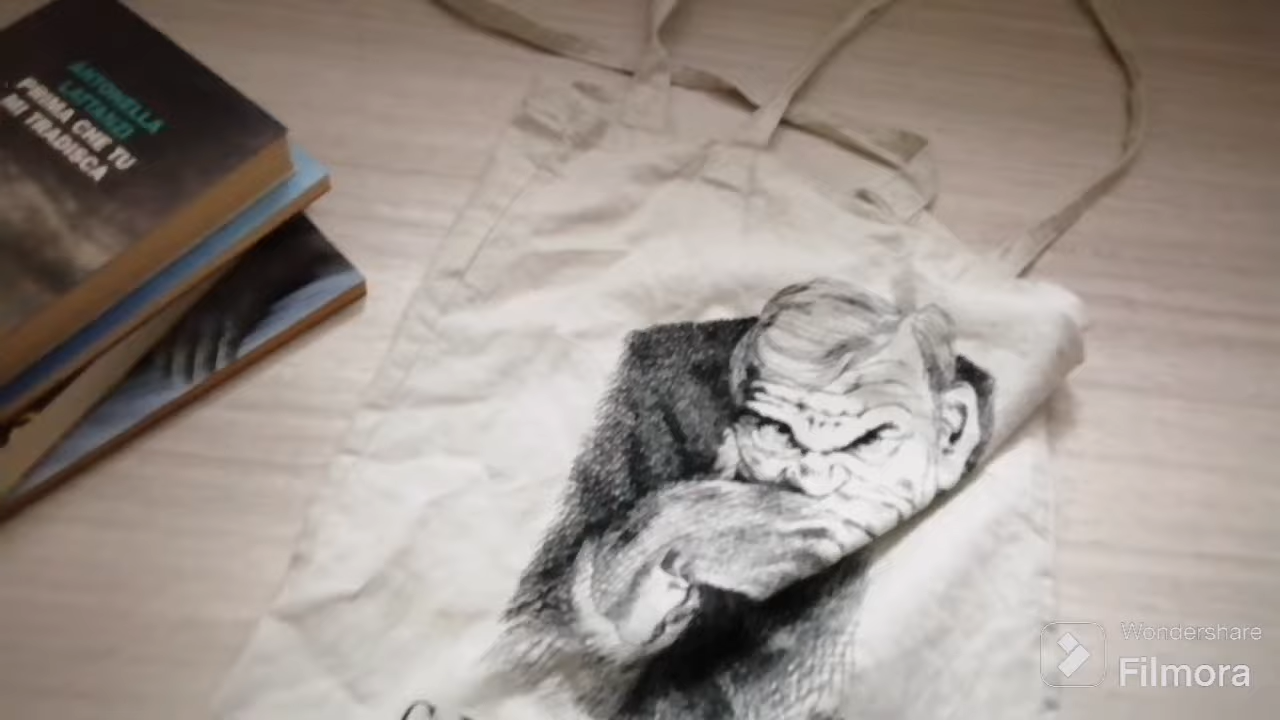 ANTONELLA
LATTANZI
PRIMA CHE TU
MI TRADISCA
Wondershare
Filmora